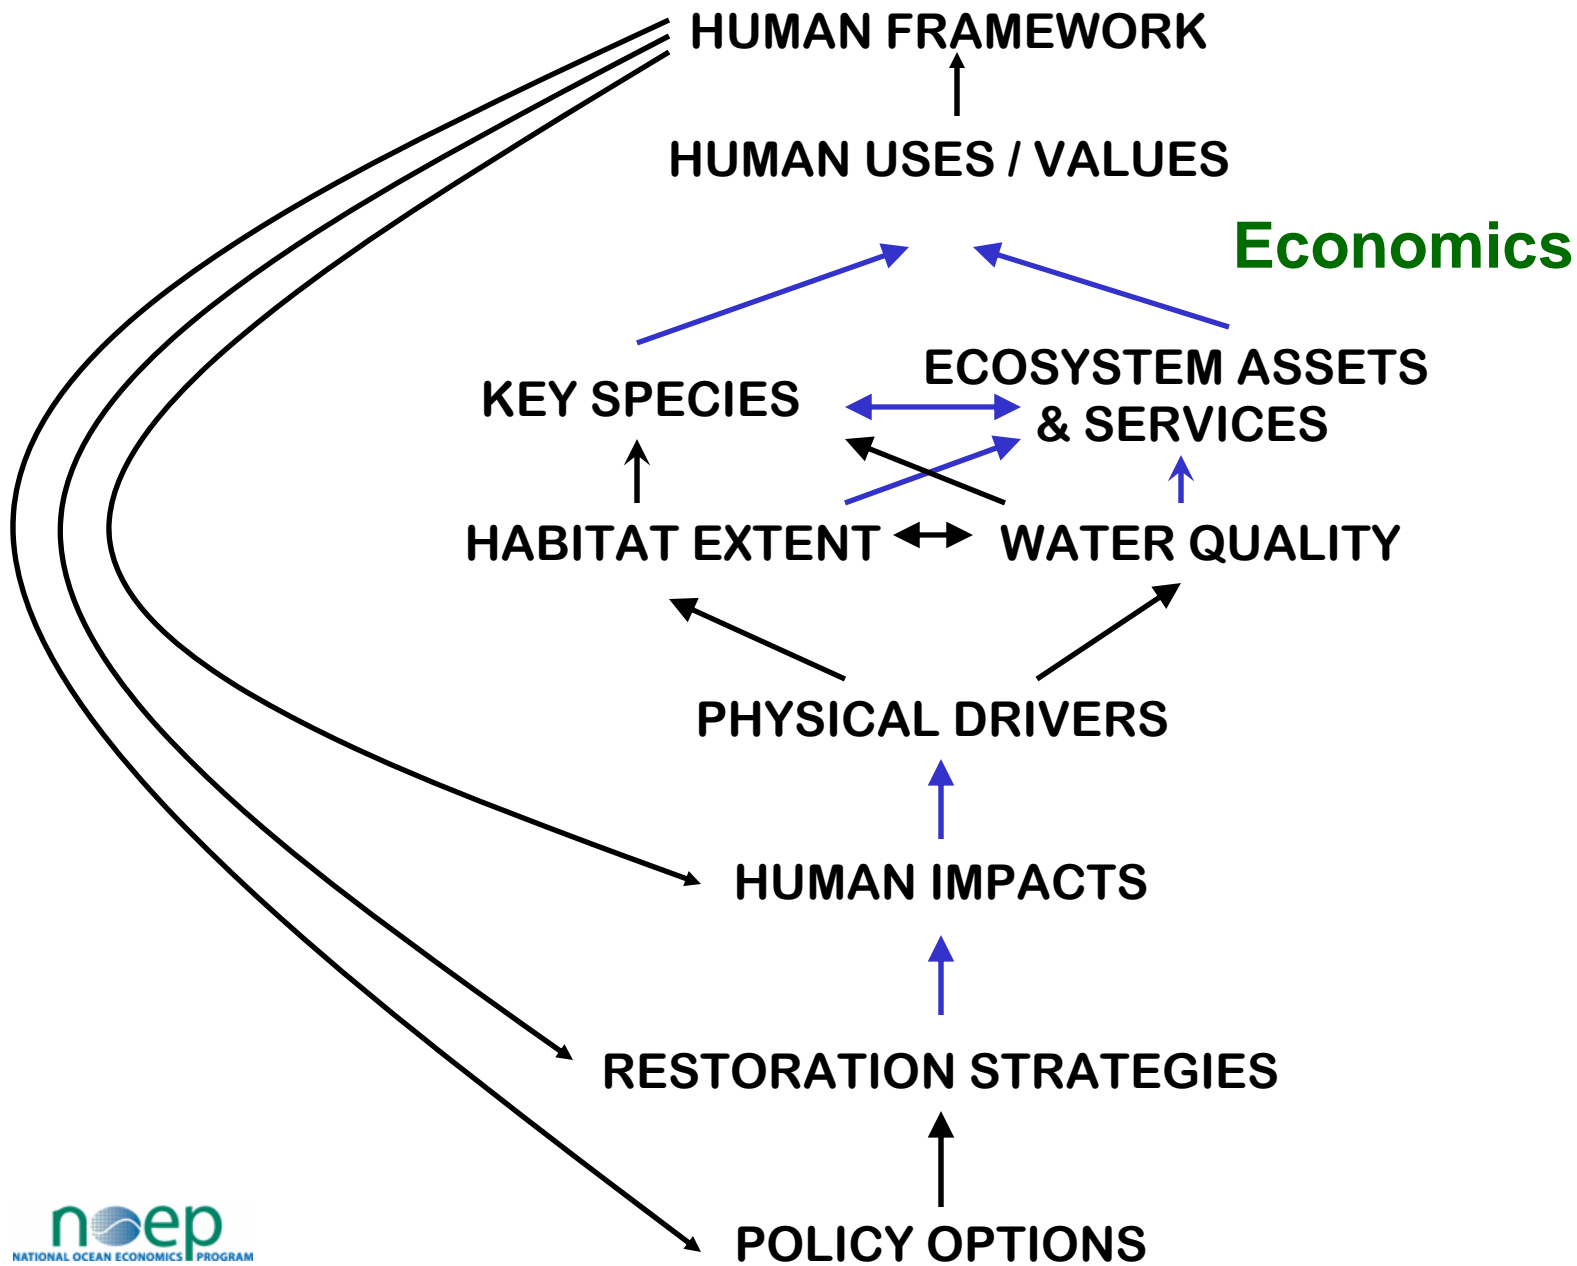 HUMAN FRAMEWORK
HUMAN USES / VALUES
Economics
ECOSYSTEM ASSETS
& SERVICES
KEY SPECIES
HABITAT EXTENT
WATER QUALITY
PHYSICAL DRIVERS
HUMAN IMPACTS
RESTORATION STRATEGIES
POLICY OPTIONS
noep
NATIONAL OCEAN ECONOMICS PROGRAM